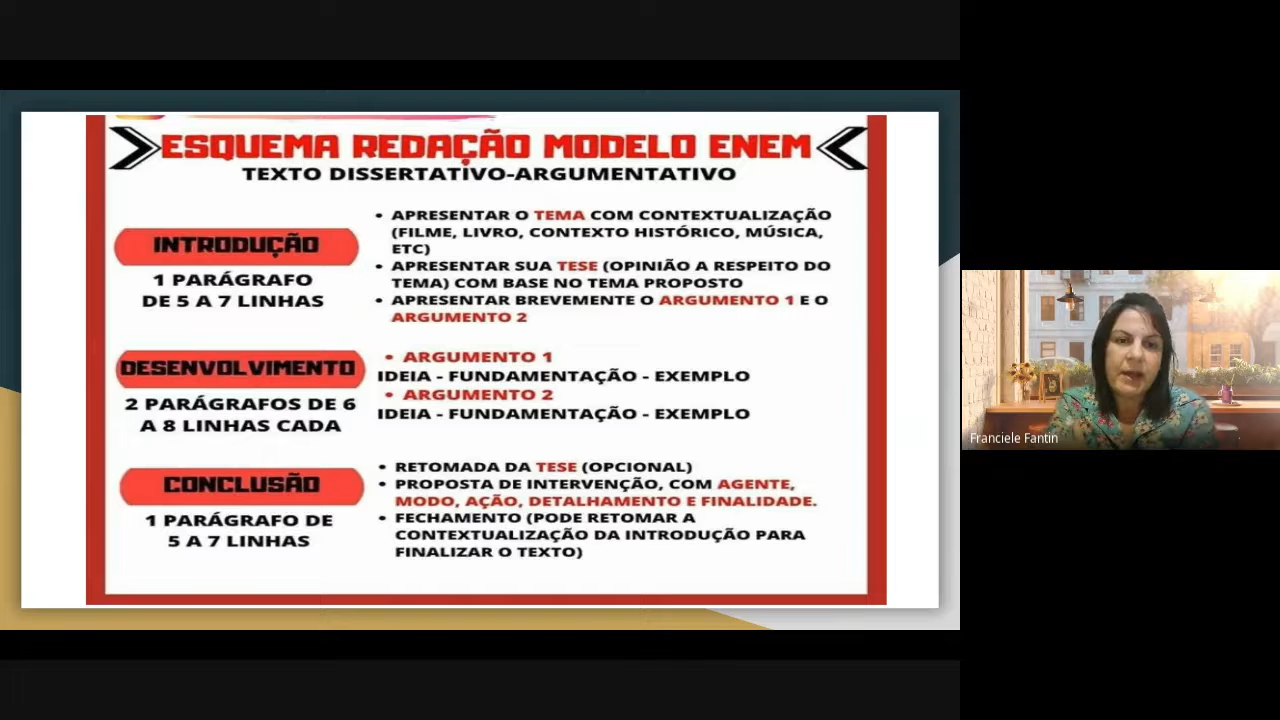 ESQUEMA REDAÇÃO MODELO ENEM
TEXTO DISSERTATIVO-ARGUMENTATIVO
INTRODUÇÃO
1 PARÁGRAFO
DE 5 A 7 LINHAS
• APRESENTAR O TEMA COM CONTEXTUALIZAÇÃO
(FILME, LIVRO, CONTEXTO HISTÓRICO, MÚSICA,
ETC)
• APRESENTAR SUA TESE (OPINIÃO A RESPEITO DO
TEMA) COM BASE NO TEMA PROPOSTO
• APRESENTAR BREVEMENTE O ARGUMENTO 1 E O
ARGUMENTO 2
DESENVOLVIMENTO
2 PARÁGRAFOS DE 6
A 8 LINHAS CADA
• ARGUMENTO 1
IDEIA - FUNDAMENTAÇÃO - EXEMPLO
• ARGUMENTO 2
IDEIA - FUNDAMENTAÇÃO - EXEMPLO
CONCLUSÃO
1 PARÁGRAFO DE
5 A 7 LINHAS
• RETOMADA DA TESE (OPCIONAL)
• PROPOSTA DE INTERVENÇÃO, COM AGENTE,
MODO, AÇÃO, DETALHAMENTO E FINALIDADE.
• FECHAMENTO (PODE RETOMAR A
CONTEXTUALIZAÇÃO DA INTRODUÇÃO PARA
FINALIZAR O TEXTO)
Franciele Fantin